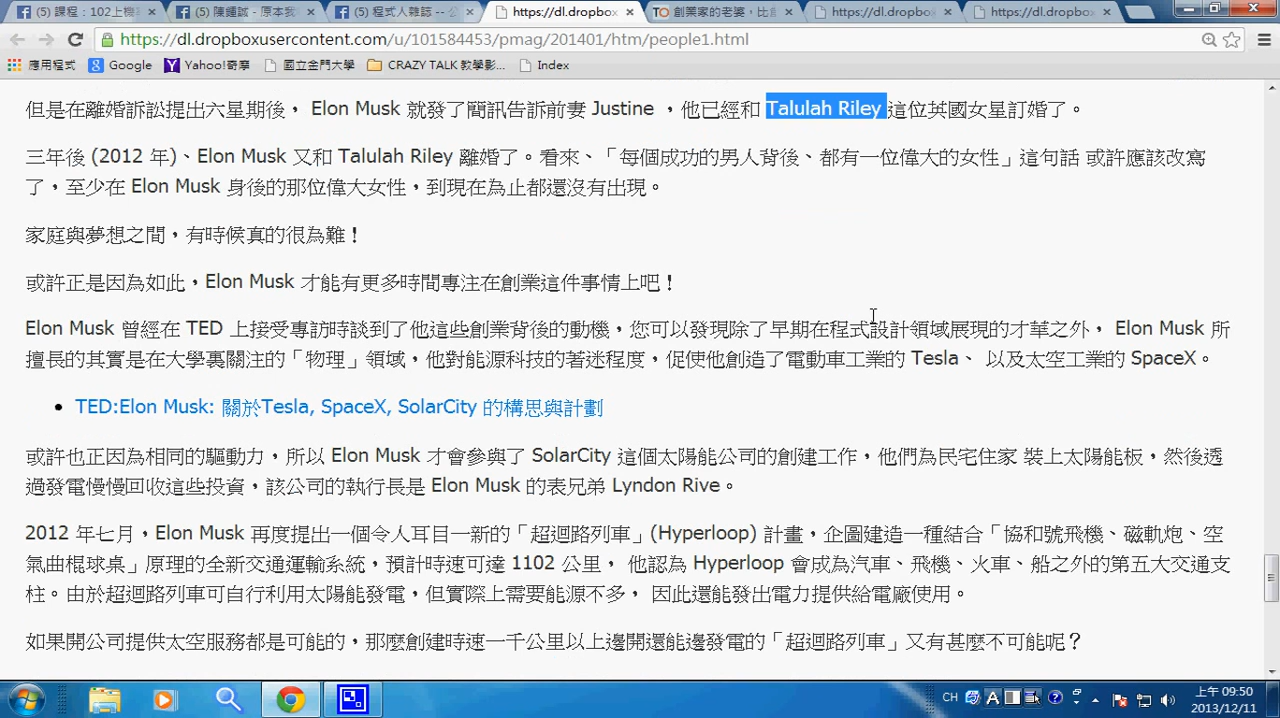 (5) 課程：102上機
(5) 陳鍾誠 - 原本我
(5) 程式人雜誌 -- 公
https://dl.dropbox
創業家的老婆，比
https://dl.dropbox
https://dl.dropbox
https://dl.dropboxusercontent.com/u/101584453/pmag/201401/htm/people1.html
應用程式 Google Yahoo!奇摩 國立金門大學 CRAZY TALK 教學影... Index
但是在離婚訴訟提出六星期後， Elon Musk 就發了簡訊告訴前妻 Justine ，他已經和 Talulah Riley 這位英國女星訂婚了。
三年後 (2012 年)、Elon Musk 又和 Talulah Riley 離婚了。看來、「每個成功的男人背後、都有一位偉大的女性」這句話 或許應該改寫
了，至少在 Elon Musk 身後的那位偉大女性，到現在為止都還沒有出現。
家庭與夢想之間，有時候真的很為難！
或許正是因為如此，Elon Musk 才能有更多時間專注在創業這件事情上吧！
Elon Musk 曾經在 TED 上接受專訪時談到了他這些創業背後的動機，您可以發現除了早期在程式設計領域展現的才華之外， Elon Musk 所
擅長的其實是在大學裏關注的「物理」領域，他對能源科技的著迷程度，促使他創造了電動車工業的 Tesla、 以及太空工業的 SpaceX。
• TED:Elon Musk: 關於Tesla, SpaceX, SolarCity 的構思與計劃
或許也正因為相同的驅動力，所以 Elon Musk 才會參與了 SolarCity 這個太陽能公司的創建工作，他們為民宅住家 裝上太陽能板，然後透
過發電慢慢回收這些投資，該公司的執行長是 Elon Musk 的表兄弟 Lyndon Rive。
2012 年七月，Elon Musk 再度提出一個令人耳目一新的「超迴路列車」(Hyperloop) 計畫，企圖建造一種結合「協和號飛機、磁軌炮、空
氣曲棍球桌」原理的全新交通運輸系統，預計時速可達 1102 公里， 他認為 Hyperloop 會成為汽車、飛機、火車、船之外的第五大交通支
柱。由於超迴路列車可自行利用太陽能發電，但實際上需要能源不多， 因此還能發出電力提供給電廠使用。
如果開公司提供太空服務都是可能的，那麼創建時速一千公里以上邊開還能邊發電的「超迴路列車」又有甚麼不可能呢？
CH
上午 09:50
2013/12/11